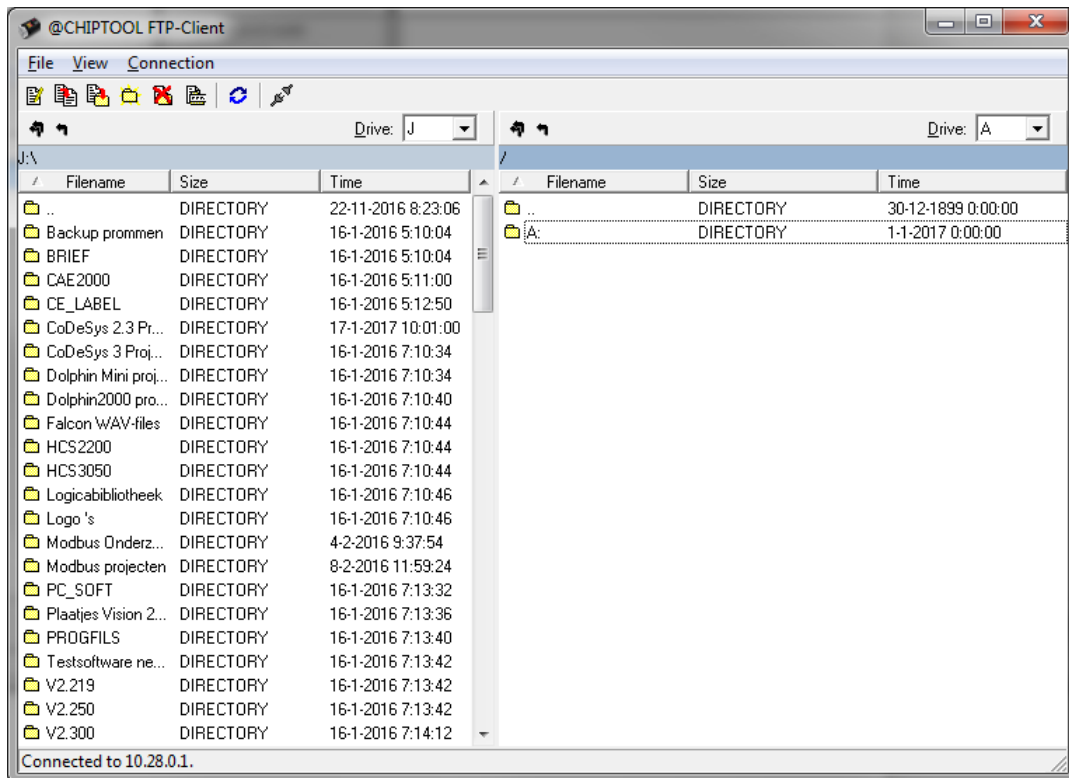 @CHIPTOOL FTP-Client
File View Connection
Drive: J
Drive: A
J:\
/
Filename Size Time
Filename Size Time
.. DIRECTORY 22-11-2016 8:23:06
.. DIRECTORY 30-12-1899 0:00:00
Backup prommen DIRECTORY 16-1-2016 5:10:04
A: DIRECTORY 1-1-2017 0:00:00
BRIEF DIRECTORY 16-1-2016 5:10:04
CAE2000 DIRECTORY 16-1-2016 5:11:00
CE_LABEL DIRECTORY 16-1-2016 5:12:50
CoDeSys 2.3 Pr... DIRECTORY 17-1-2017 10:01:00
CoDeSys 3 Proj... DIRECTORY 16-1-2016 7:10:34
Dolphin Mini proj... DIRECTORY 16-1-2016 7:10:34
Dolphin2000 pro... DIRECTORY 16-1-2016 7:10:40
Falcon WAV-files DIRECTORY 16-1-2016 7:10:44
HCS2200 DIRECTORY 16-1-2016 7:10:44
HCS3050 DIRECTORY 16-1-2016 7:10:44
Logicabibliotheek DIRECTORY 16-1-2016 7:10:46
Logo 's DIRECTORY 16-1-2016 7:10:46
Modbus Onderz... DIRECTORY 4-2-2016 9:37:54
Modbus projecten DIRECTORY 8-2-2016 11:59:24
PC_SOFT DIRECTORY 16-1-2016 7:13:32
Plaatjes Vision 2... DIRECTORY 16-1-2016 7:13:36
PROGFILS DIRECTORY 16-1-2016 7:13:40
Testsoftware ne... DIRECTORY 16-1-2016 7:13:42
V2.219 DIRECTORY 16-1-2016 7:13:42
V2.250 DIRECTORY 16-1-2016 7:13:42
V2.300 DIRECTORY 16-1-2016 7:14:12
Connected to 10.28.0.1.